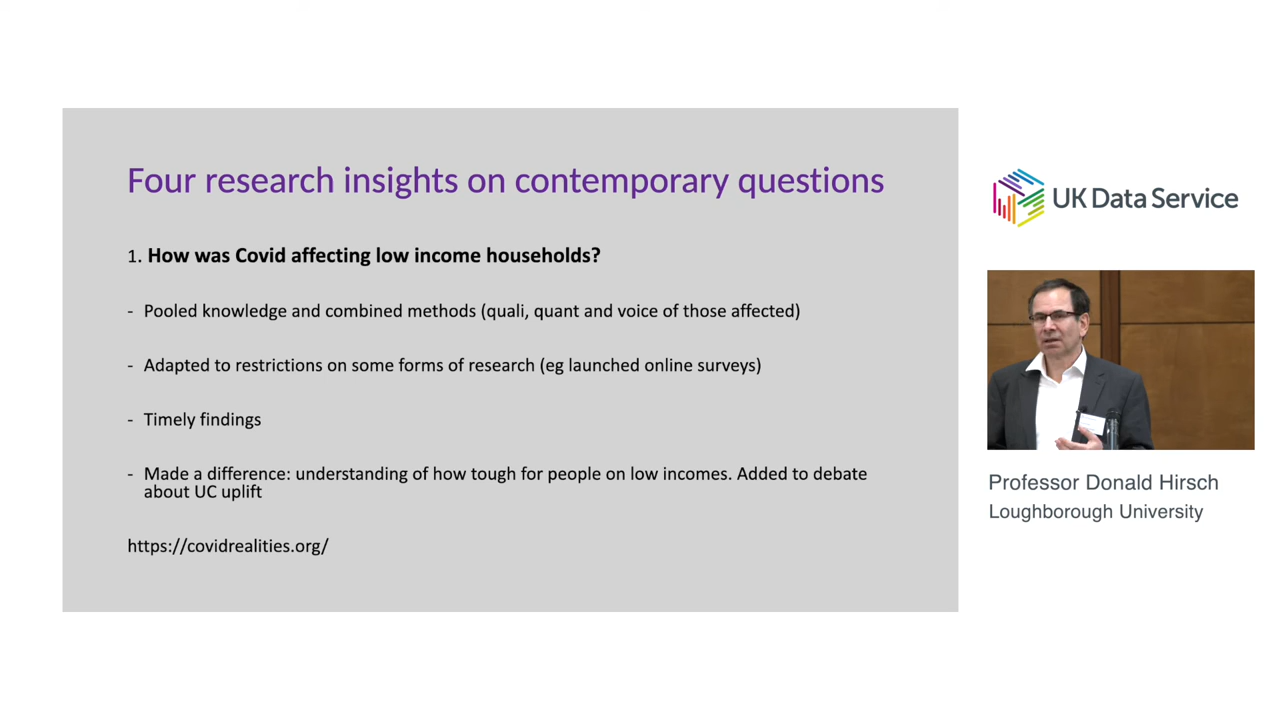 Four research insights on contemporary questions
1. How was Covid affecting low income households?
- Pooled knowledge and combined methods (quali, quant and voice of those affected)
- Adapted to restrictions on some forms of research (eg launched online surveys)
- Timely findings
- Made a difference: understanding of how tough for people on low incomes. Added to debate
about UC uplift
https://covidrealities.org/
UK Data Service
Professor Donald Hirsch
Loughborough University